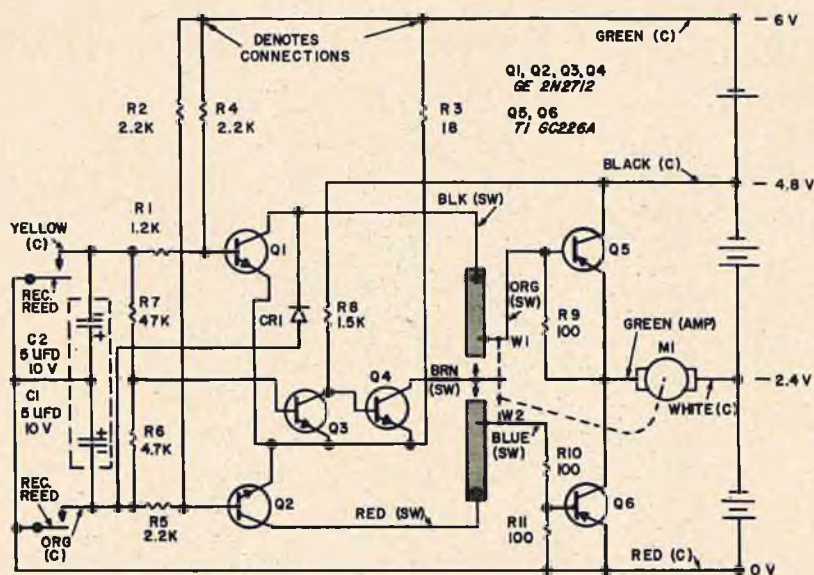 – 6 V
DENOTES
CONNECTIONS
GREEN (C)
Q1, Q2, Q3, Q4
GE 2N2712
Q5, Q6
TI GC226A
R2
2.2K
R4
2.2K
R3
18
BLACK (C)
– 4.8 V
BLK (SW)
R1
1.2K
YELLOW
(C)
Q1
Q5
REC.
REED
R7
47K
CR1
R8
1.5K
ORG
(SW)
R9
100
GREEN (AMP)
C2
5 UFD
10 V
W1
M1
Q4
BRN
(SW)
– 2.4 V
C1
5 UFD
10 V
WHITE (C)
R6
4.7K
Q3
W2
BLUE
(SW)
R10
100
REC.
REED
Q2
Q6
R5
2.2K
RED (SW)
R11
100
ORG
(C)
RED (C)
0 V